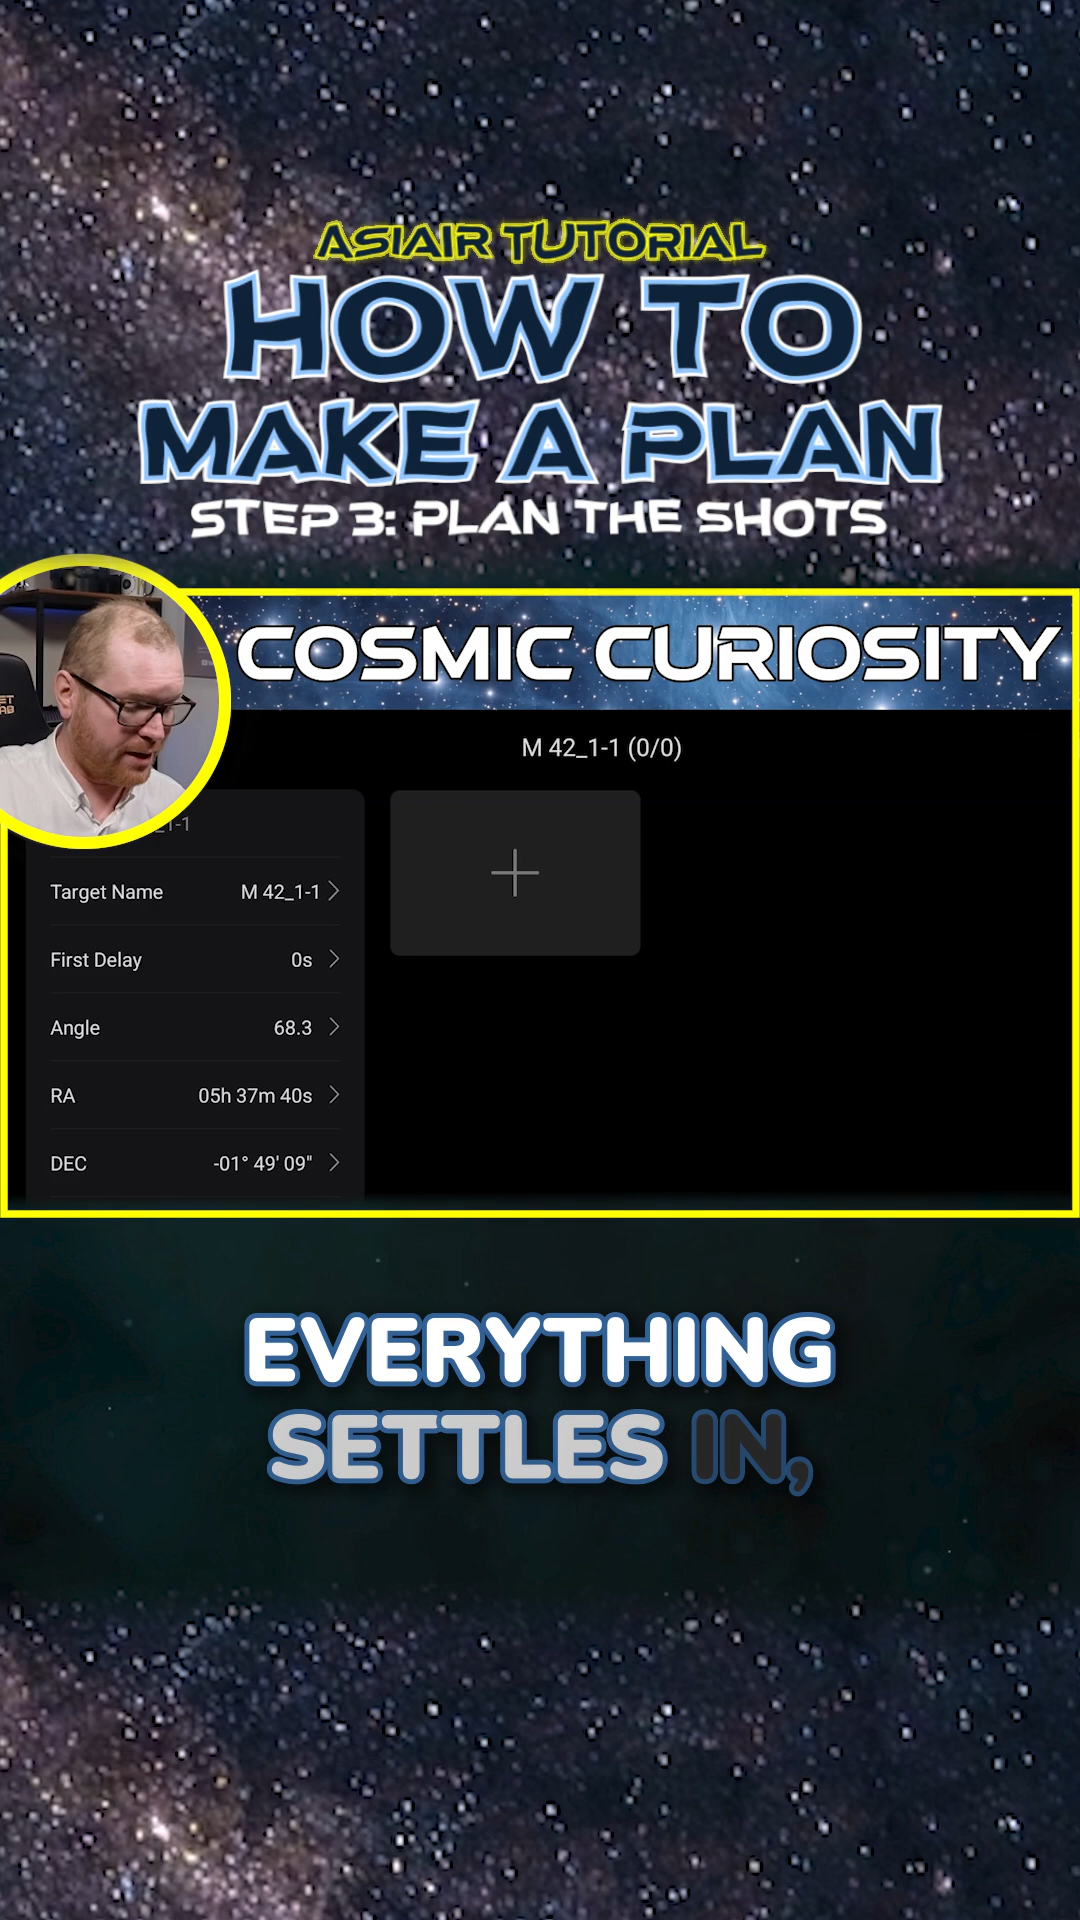 ASIAIR TUTORIAL
HOW TO
MAKE A PLAN
STEP 3: PLAN THE SHOTS
COSMIC CURIOSITY
M 42_1-1 (0/0)
_1-1
Target Name M 42_1-1
First Delay 0s
Angle 68.3
RA 05h 37m 40s
DEC -01° 49' 09"
EVERYTHING
SETTLES IN,